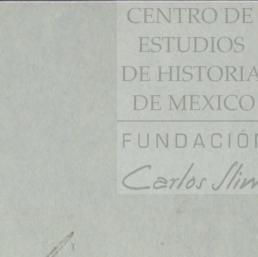 CENTRO DE
ESTUDIOS
DE HISTORIA
DE MEXICO
FUNDACIÓN
Carlos Slim